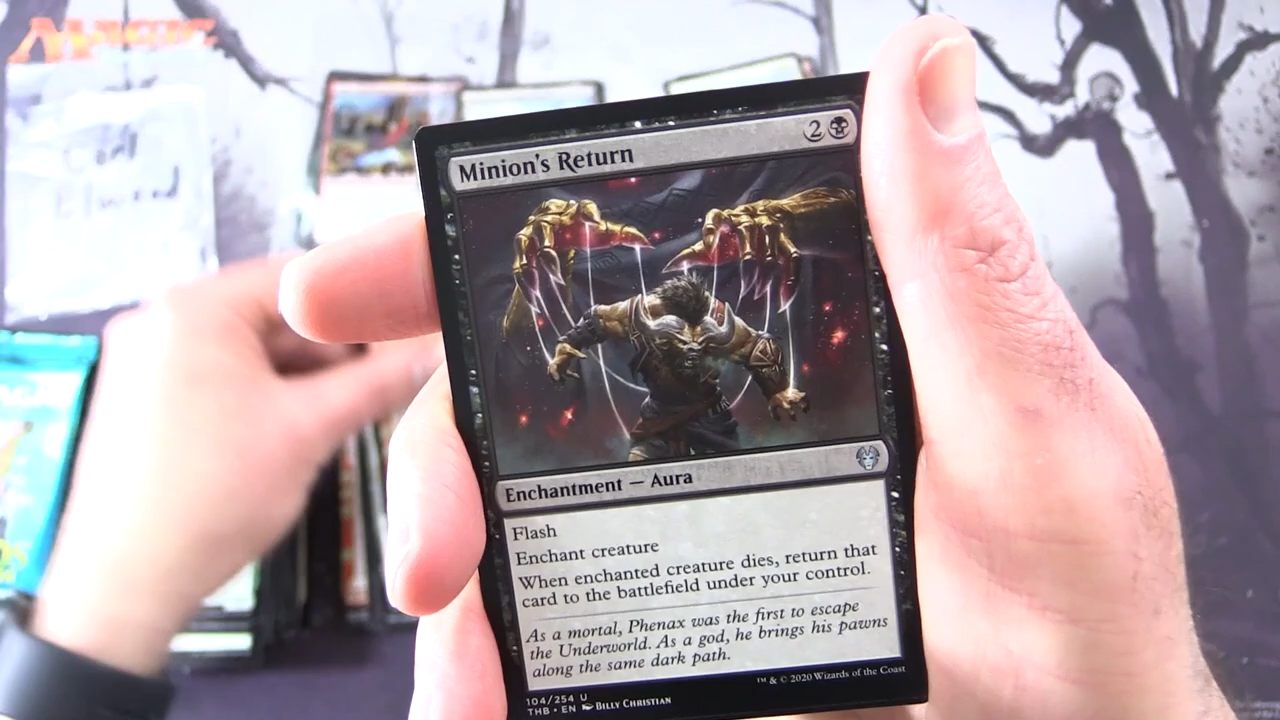 MAGIC
Minion's Return
2
Enchantment — Aura
Flash
Enchant creature
When enchanted creature dies, return that
card to the battlefield under your control.
As a mortal, Phenax was the first to escape
the Underworld. As a god, he brings his pawns
along the same dark path.
104/254 U
THB • EN BILLY CHRISTIAN
™ & © 2020 Wizards of the Coast